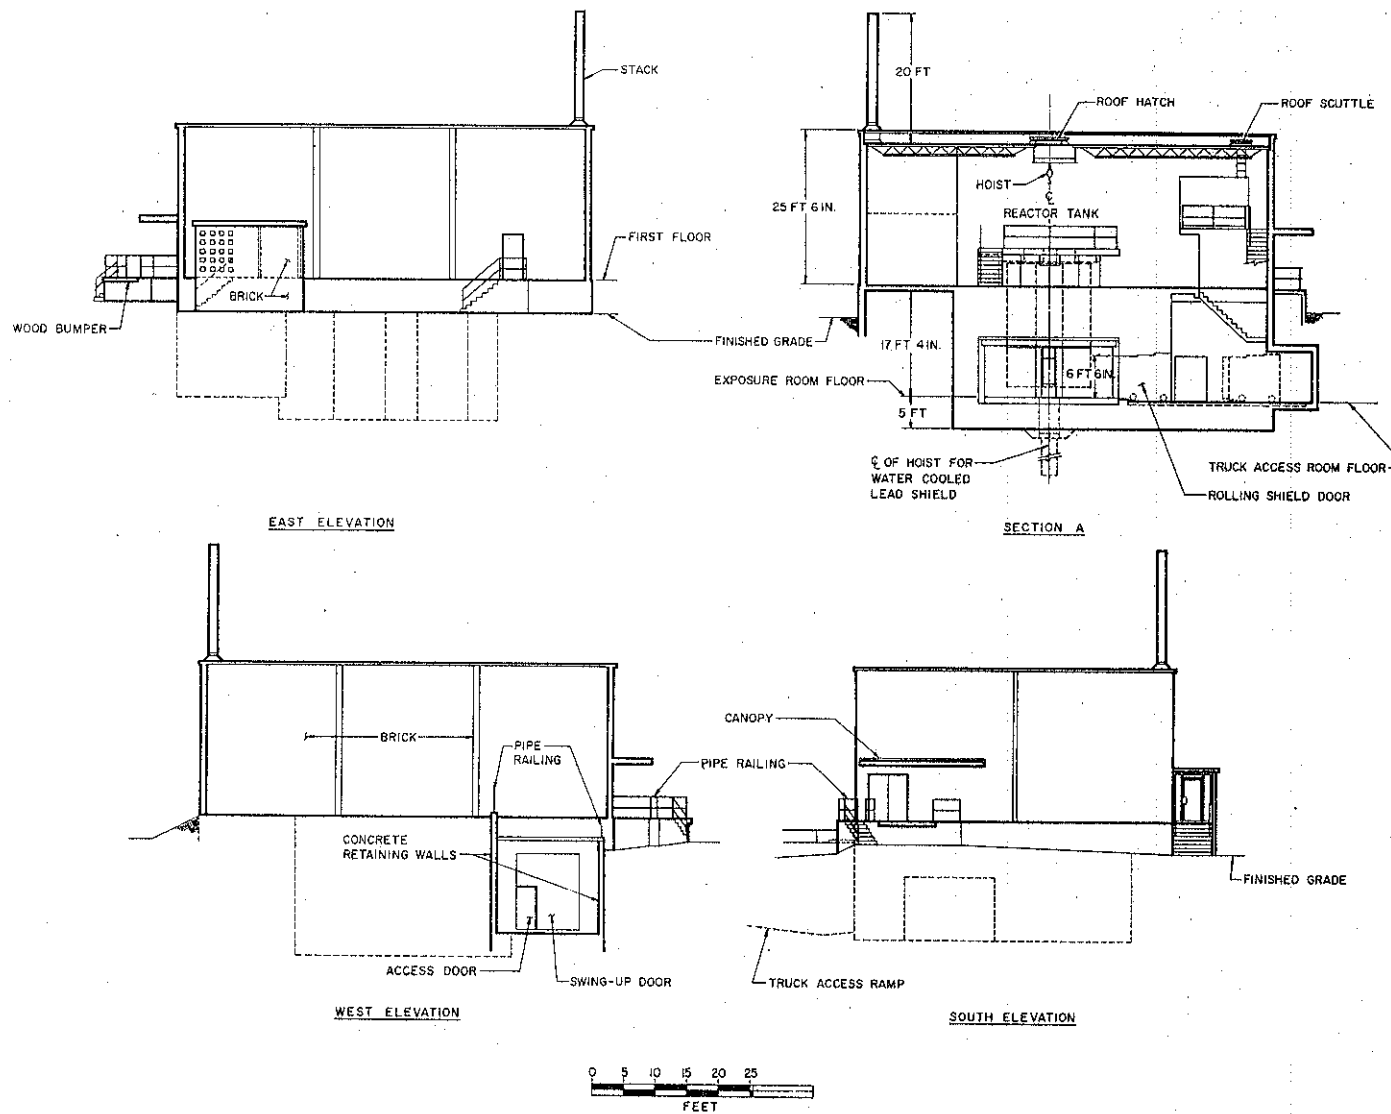 STACK
FIRST FLOOR
BRICK
WOOD BUMPER
FINISHED GRADE
EAST ELEVATION
20 FT
ROOF HATCH
ROOF SCUTTLE
HOIST
℄
REACTOR TANK
25 FT 6 IN.
17 FT 4 IN.
EXPOSURE ROOM FLOOR
6 FT 6 IN.
5 FT
℄ OF HOIST FOR
WATER COOLED
LEAD SHIELD
TRUCK ACCESS ROOM FLOOR
ROLLING SHIELD DOOR
SECTION A
BRICK
PIPE
RAILING
PIPE RAILING
CONCRETE
RETAINING WALLS
ACCESS DOOR
SWING-UP DOOR
WEST ELEVATION
CANOPY
FINISHED GRADE
TRUCK ACCESS RAMP
SOUTH ELEVATION
0 5 10 15 20 25
FEET